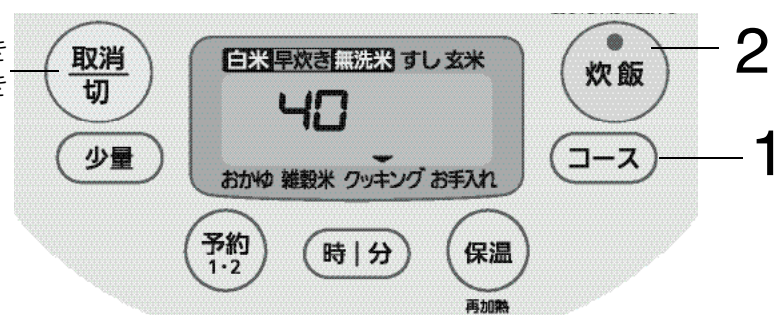 取消
切
少量
白米 早炊き 無洗米 すし 玄米
40
おかゆ 雑穀米 クッキング お手入れ
炊飯
2
コース
1
予約
1・2
時 | 分
保温
再加熱